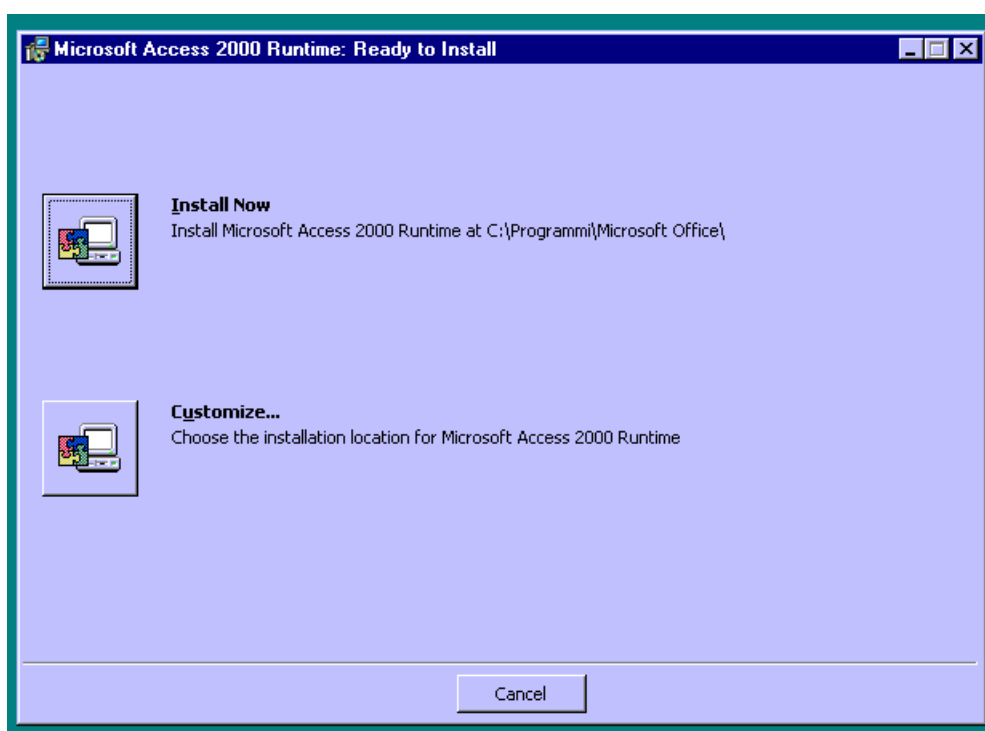 Microsoft Access 2000 Runtime: Ready to Install
Install Now
Install Microsoft Access 2000 Runtime at C:\Programmi\Microsoft Office\
Customize...
Choose the installation location for Microsoft Access 2000 Runtime
Cancel